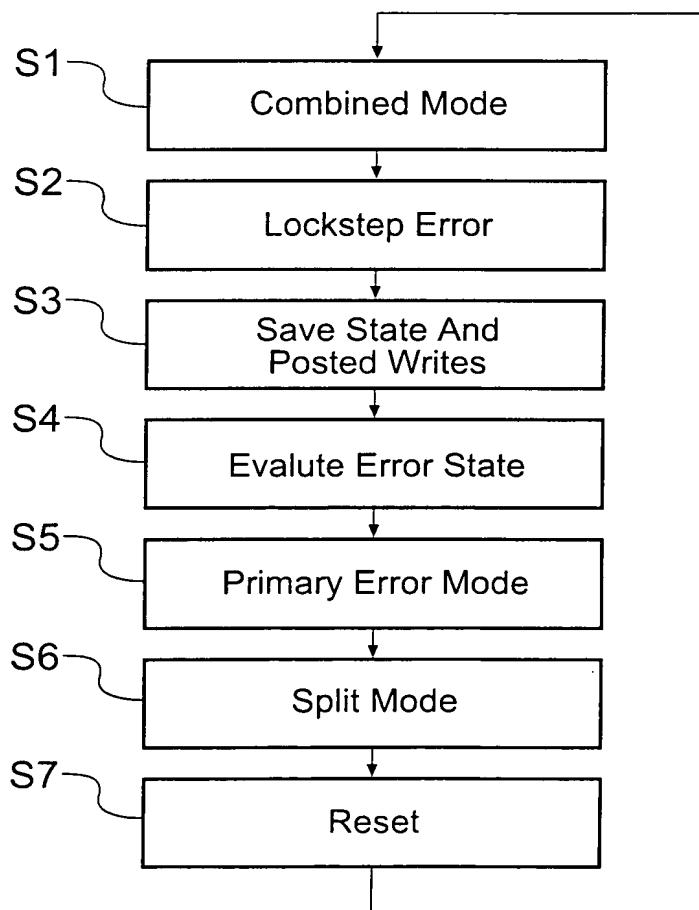 S1
Combined Mode
S2
Lockstep Error
S3
Save State And
Posted Writes
S4
Evalute Error State
S5
Primary Error Mode
S6
Split Mode
S7
Reset